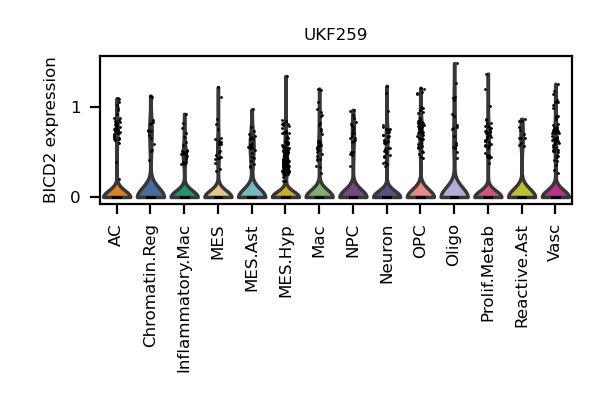 UKF259
BICD2 expression
1
0
AC
Chromatin.Reg
Inflammatory.Mac
MES
MES.Ast
MES.Hyp
Mac
NPC
Neuron
OPC
Oligo
Prolif.Metab
Reactive.Ast
Vasc